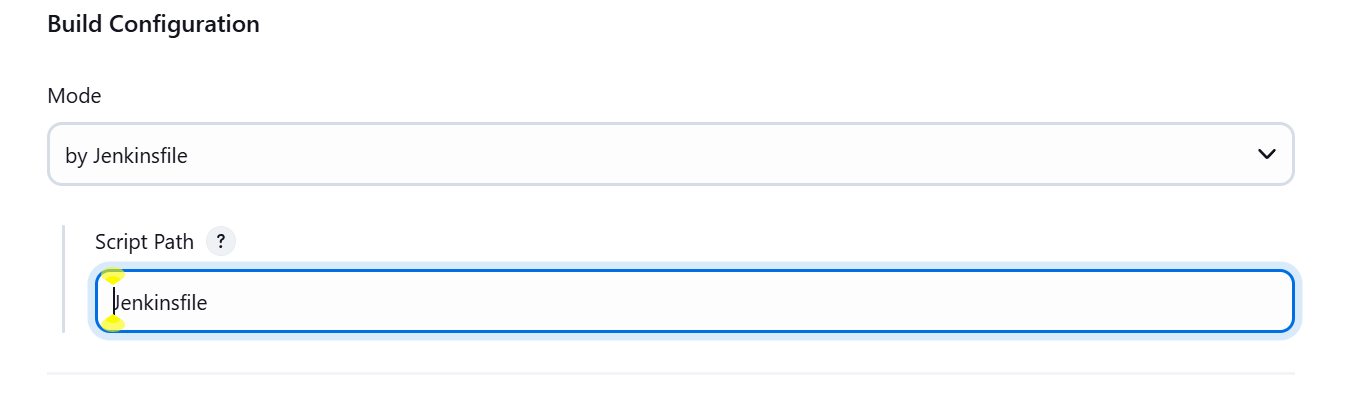 Build Configuration
Mode
by Jenkinsfile
Script Path ?
Jenkinsfile